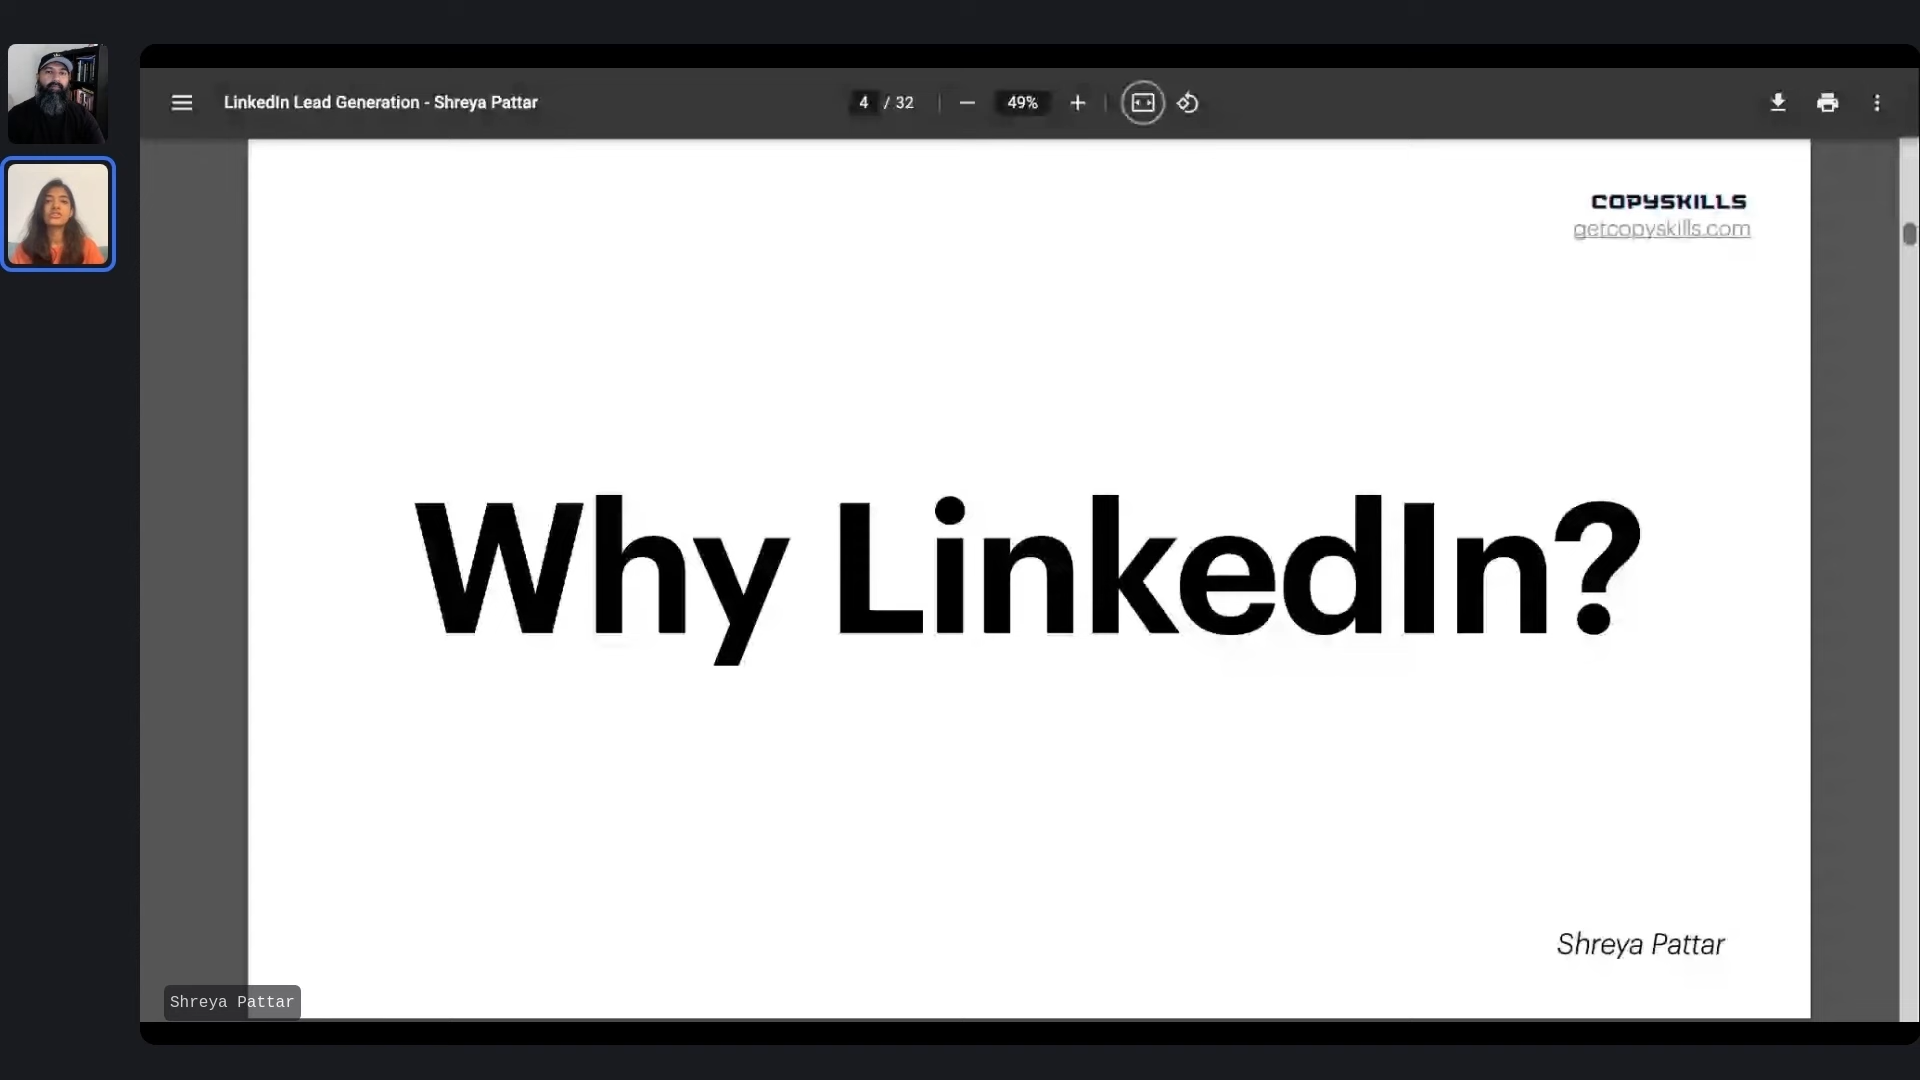 LinkedIn Lead Generation - Shreya Pattar
4 / 32
49%
COPYSKILLS
getcopyskills.com
Why LinkedIn?
Shreya Pattar
Shreya Pattar